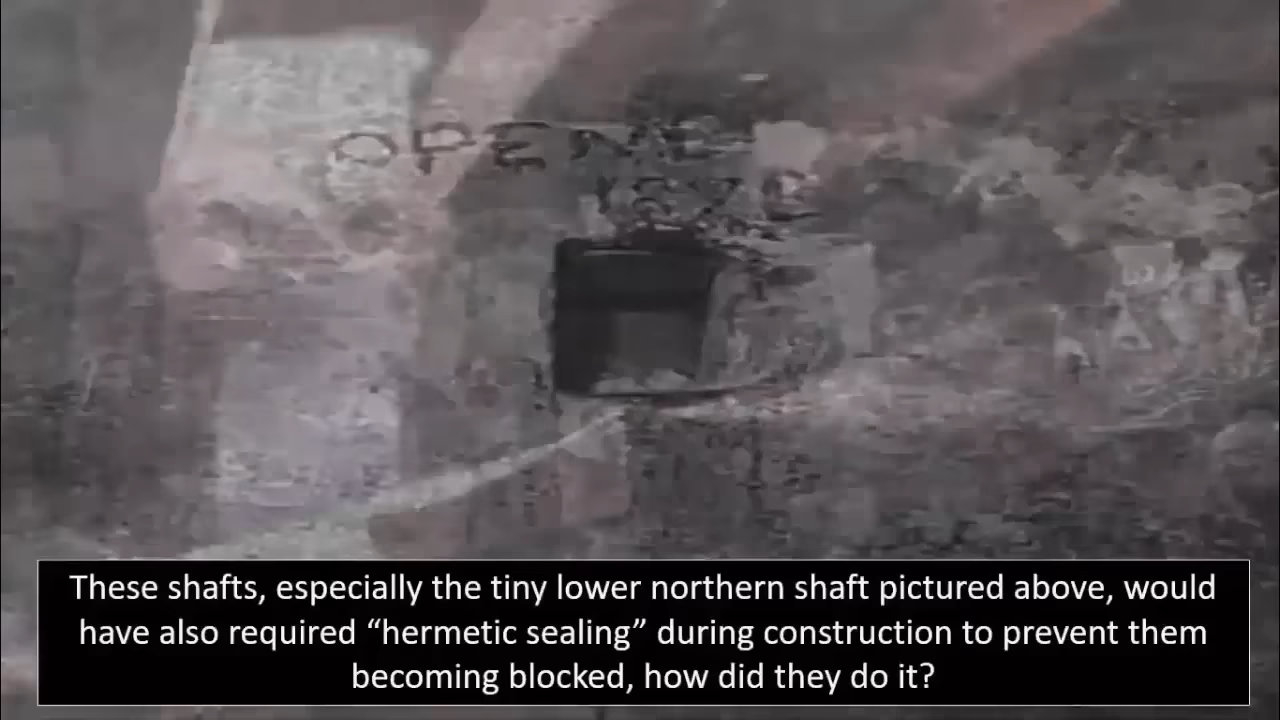 OPENED
1872
These shafts, especially the tiny lower northern shaft pictured above, would
have also required “hermetic sealing” during construction to prevent them
becoming blocked, how did they do it?